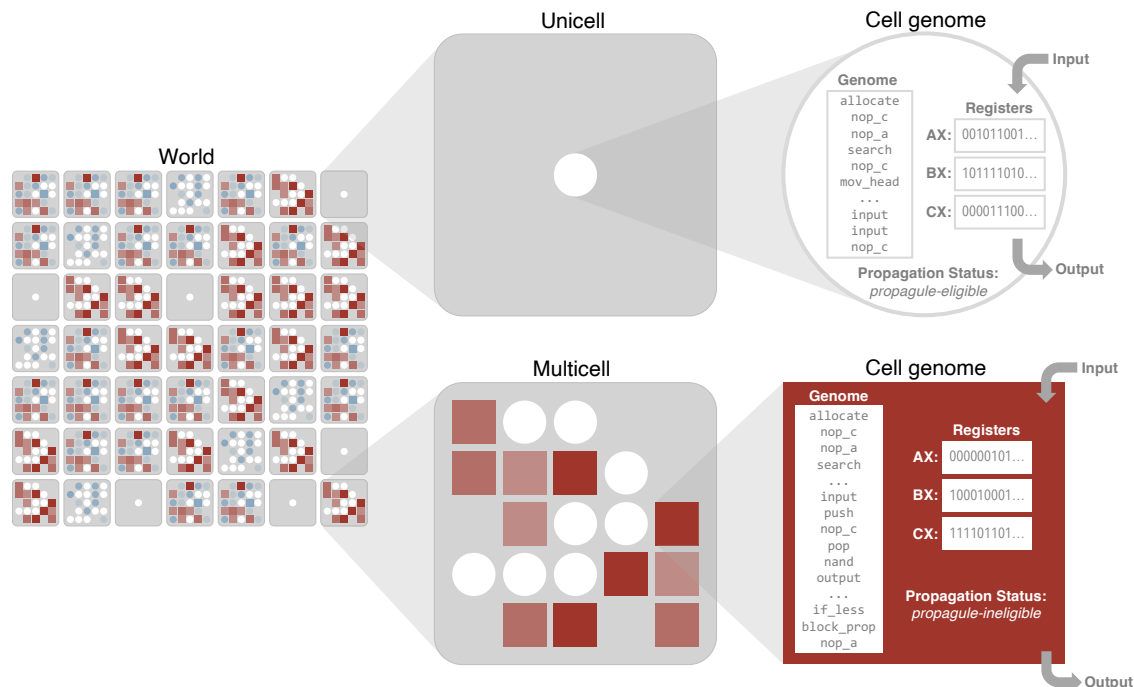 World
Unicell
Cell genome
Input
Genome
allocate
nop_c
nop_a
search
nop_c
mov_head
...
input
input
nop_c
Registers
AX: 001011001...
BX: 101111010...
CX: 000011100...
Output
Propagation Status:
propagule-eligible
Multicell
Cell genome
Input
Genome
allocate
nop_c
nop_a
search
...
input
push
nop_c
pop
nand
output
...
if_less
block_prop
nop_a
Registers
AX: 000000101...
BX: 100010001...
CX: 111101101...
Propagation Status:
propagule-ineligible
Output